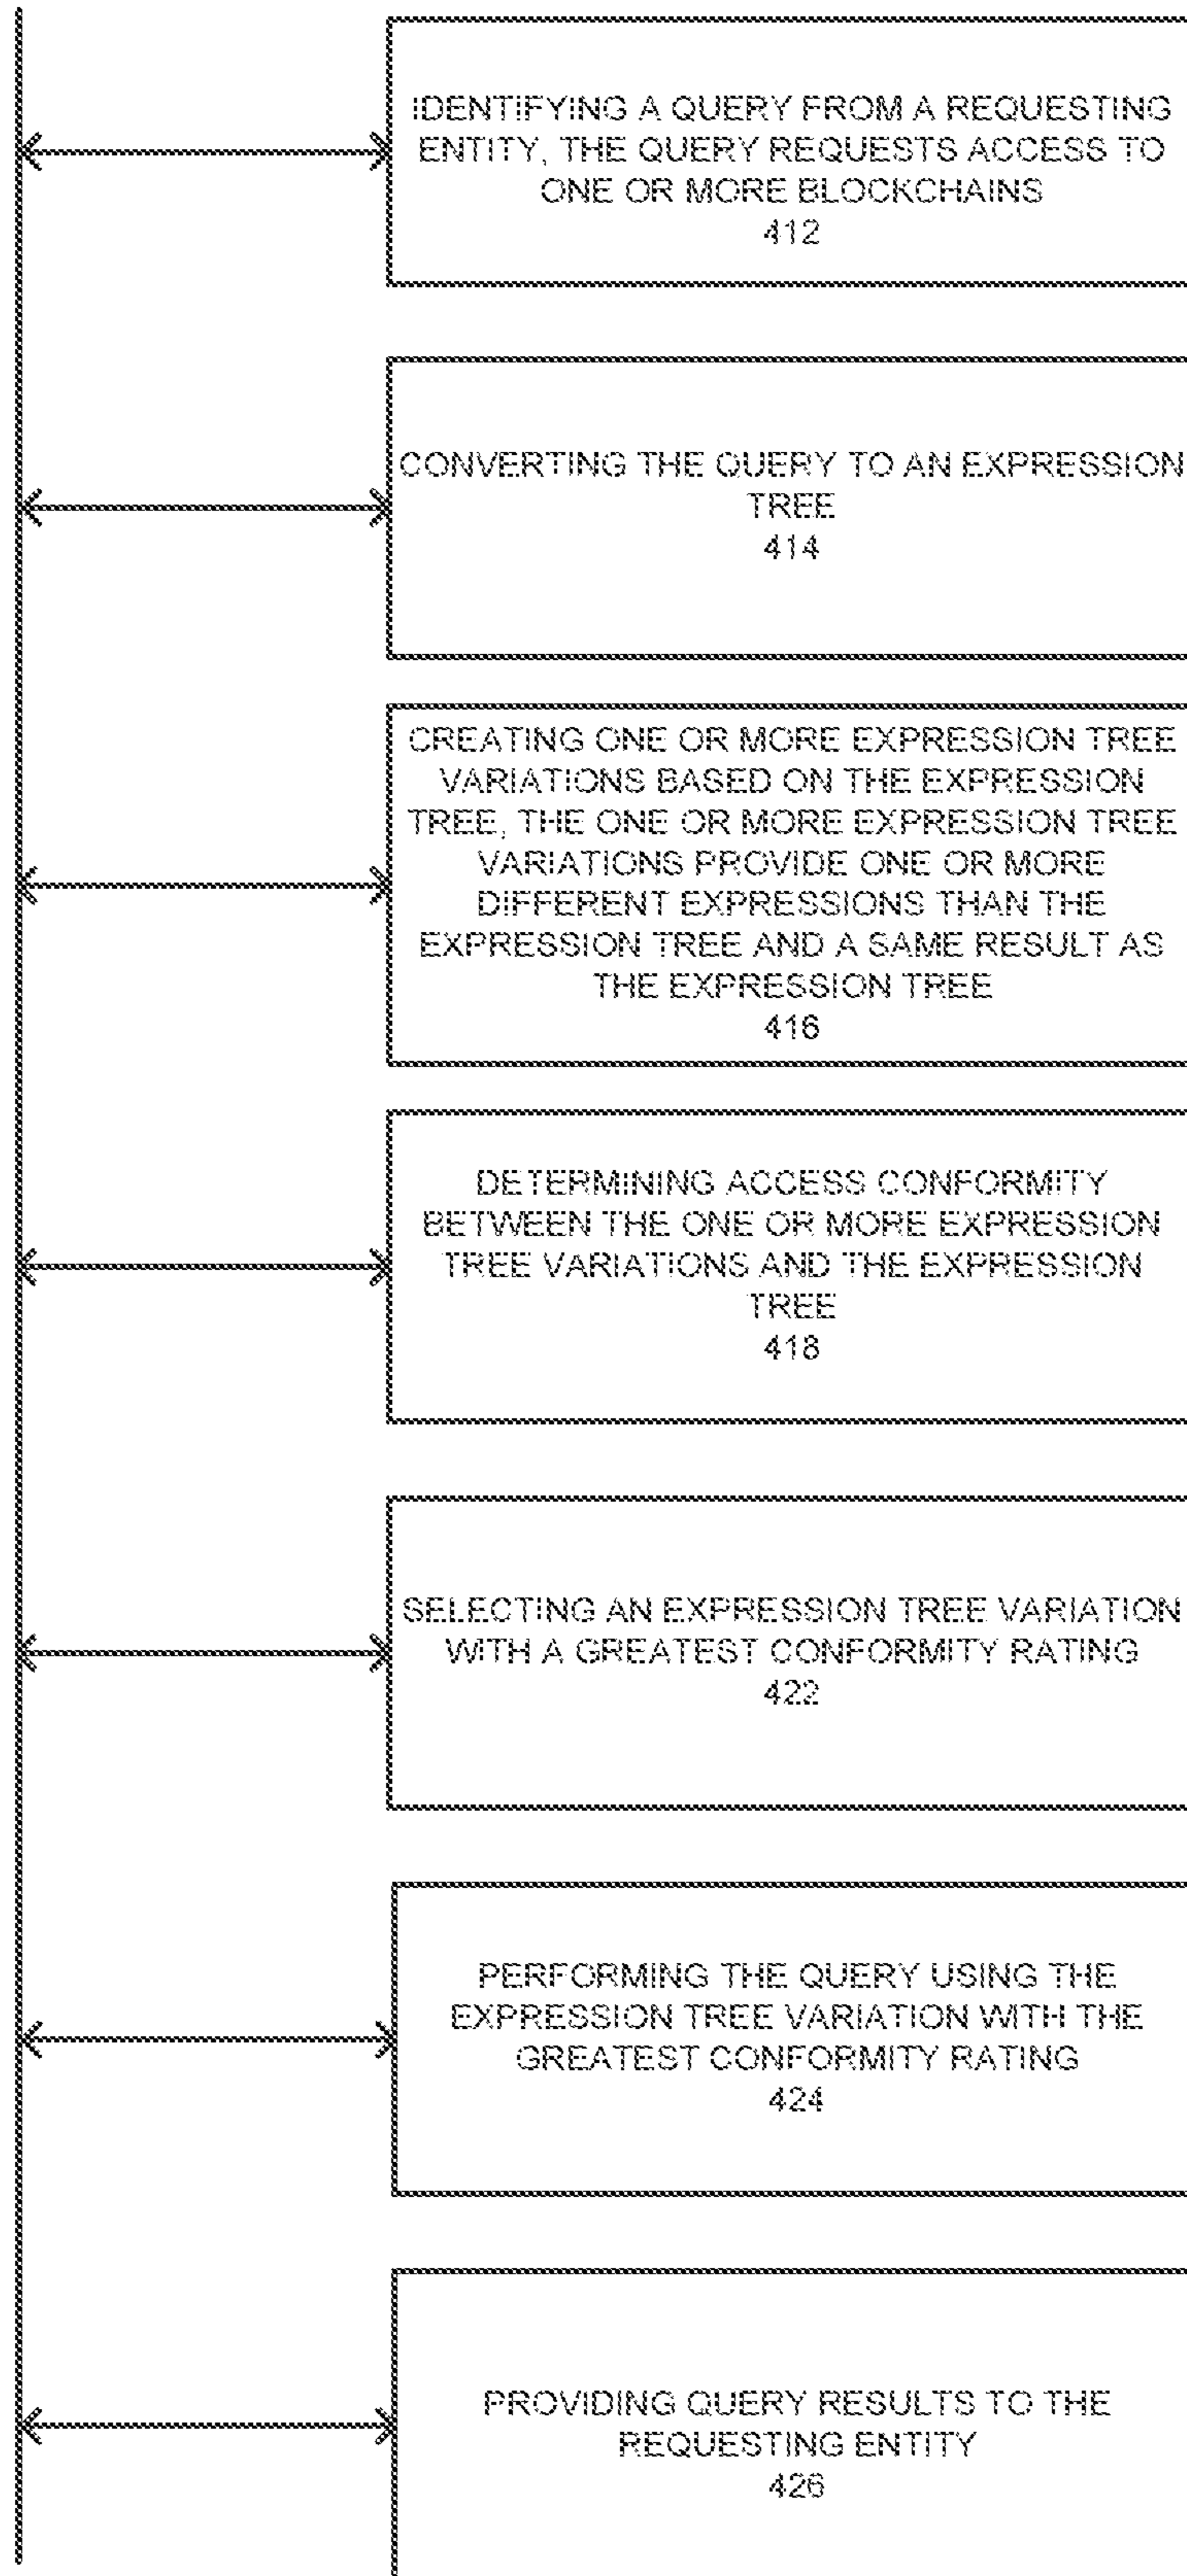 IDENTIFYING A QUERY FROM A REQUESTING
ENTITY, THE QUERY REQUESTS ACCESS TO
ONE OR MORE BLOCKCHAINS
412
CONVERTING THE QUERY TO AN EXPRESSION
TREE
414
CREATING ONE OR MORE EXPRESSION TREE
VARIATIONS BASED ON THE EXPRESSION
TREE, THE ONE OR MORE EXPRESSION TREE
VARIATIONS PROVIDE ONE OR MORE
DIFFERENT EXPRESSIONS THAN THE
EXPRESSION TREE AND A SAME RESULT AS
THE EXPRESSION TREE
416
DETERMINING ACCESS CONFORMITY
BETWEEN THE ONE OR MORE EXPRESSION
TREE VARIATIONS AND THE EXPRESSION
TREE
418
SELECTING AN EXPRESSION TREE VARIATION
WITH A GREATEST CONFORMITY RATING
422
PERFORMING THE QUERY USING THE
EXPRESSION TREE VARIATION WITH THE
GREATEST CONFORMITY RATING
424
PROVIDING QUERY RESULTS TO THE
REQUESTING ENTITY
426